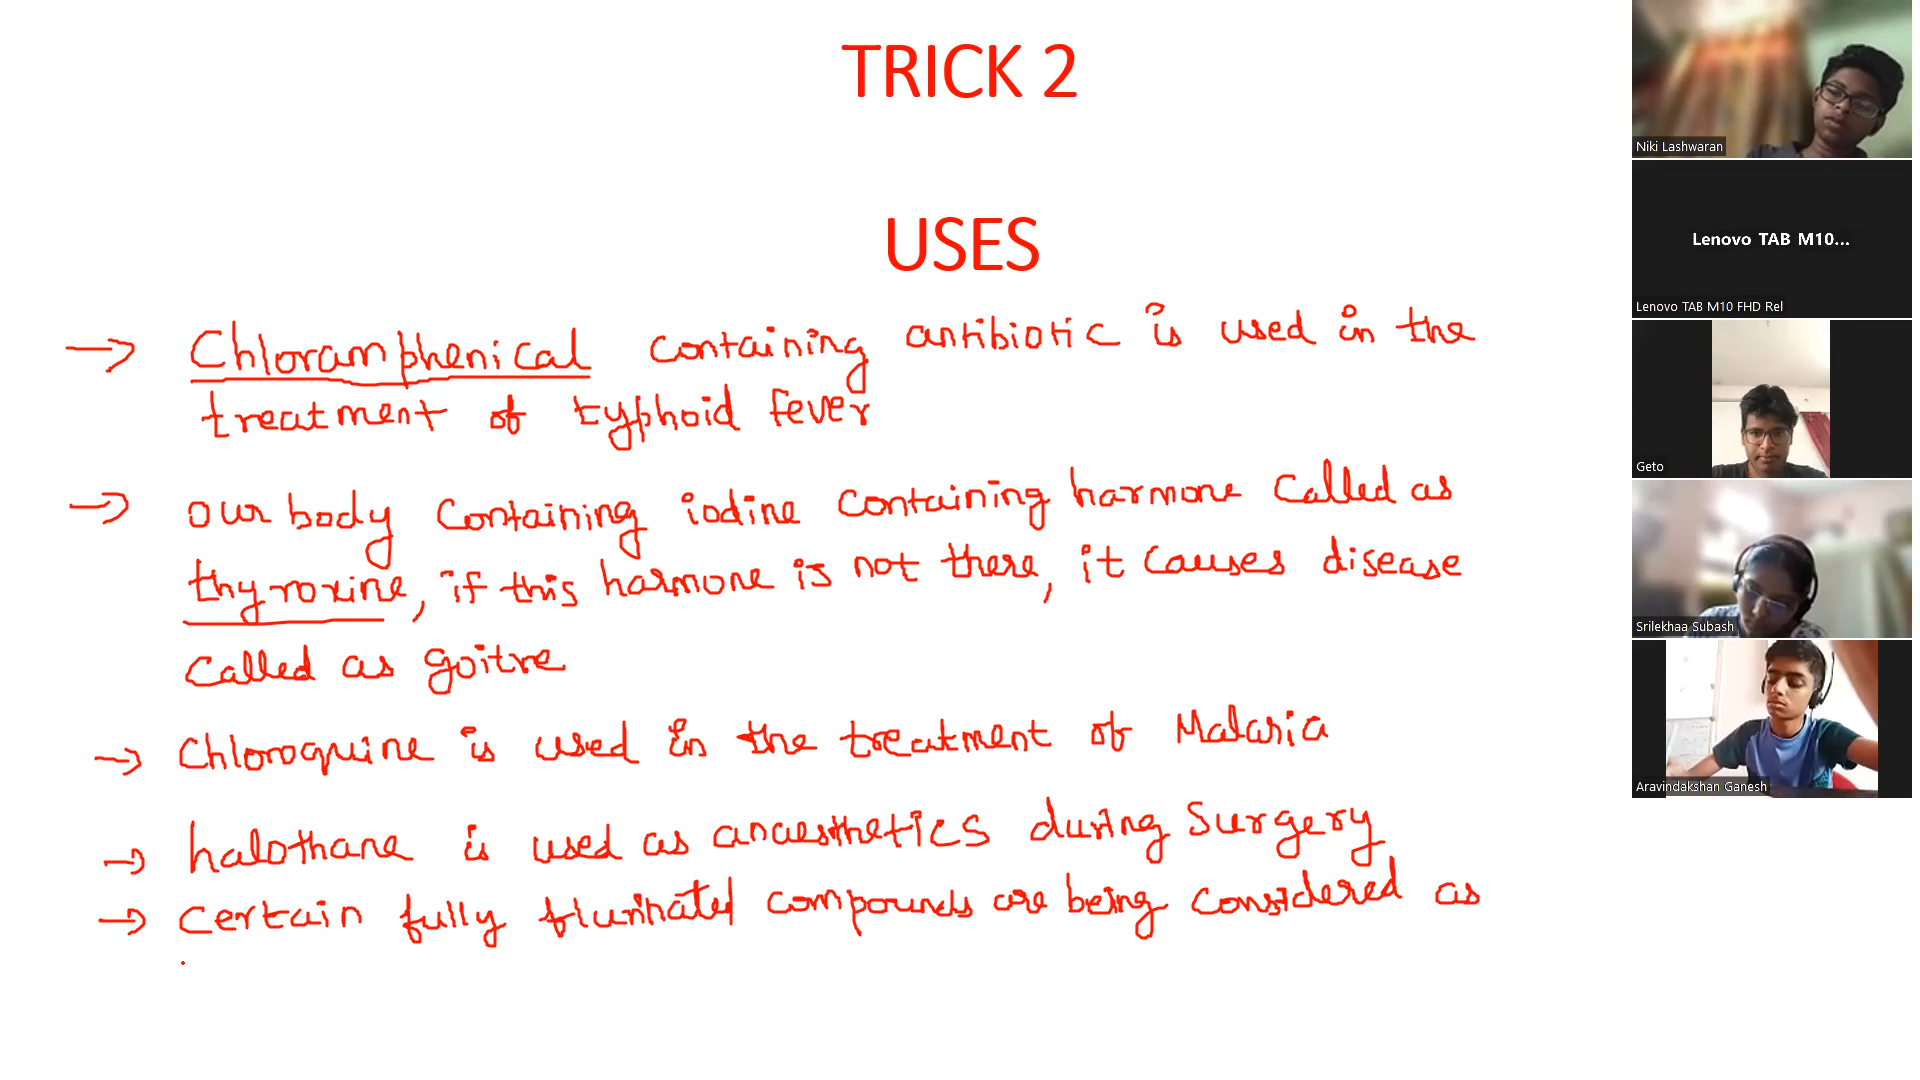 TRICK 2
USES
→ Chloramphenical containing antibiotic is used in the
treatment of typhoid fever
→ our body containing iodine containing harmone called as
thyroxine, if this harmone is not there, it causes disease
called as goitre
→ Chloroquine is used in the treatment of Malaria
→ halothane is used as anaesthetics during Surgery
→ certain fully flurinated compounds are being considered as
Niki Lashwaran
Lenovo TAB M10...
Lenovo TAB M10 FHD Rel
Geto
Srilekhaa Subash
Aravindakshan Ganesh